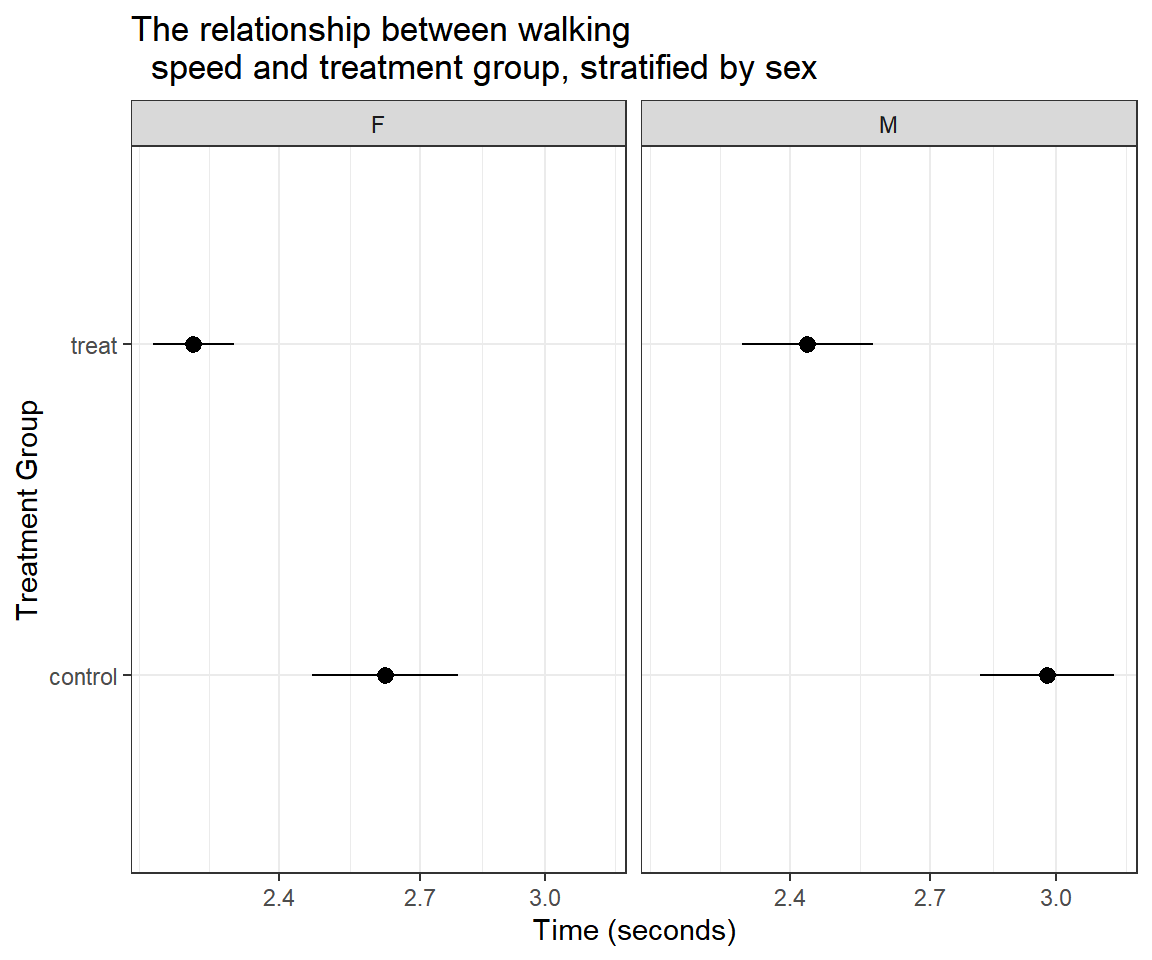 The relationship between walking
speed and treatment group, stratified by sex
F
M
Treatment Group
treat
control
2.4
2.7
3.0
2.4
2.7
3.0
Time (seconds)